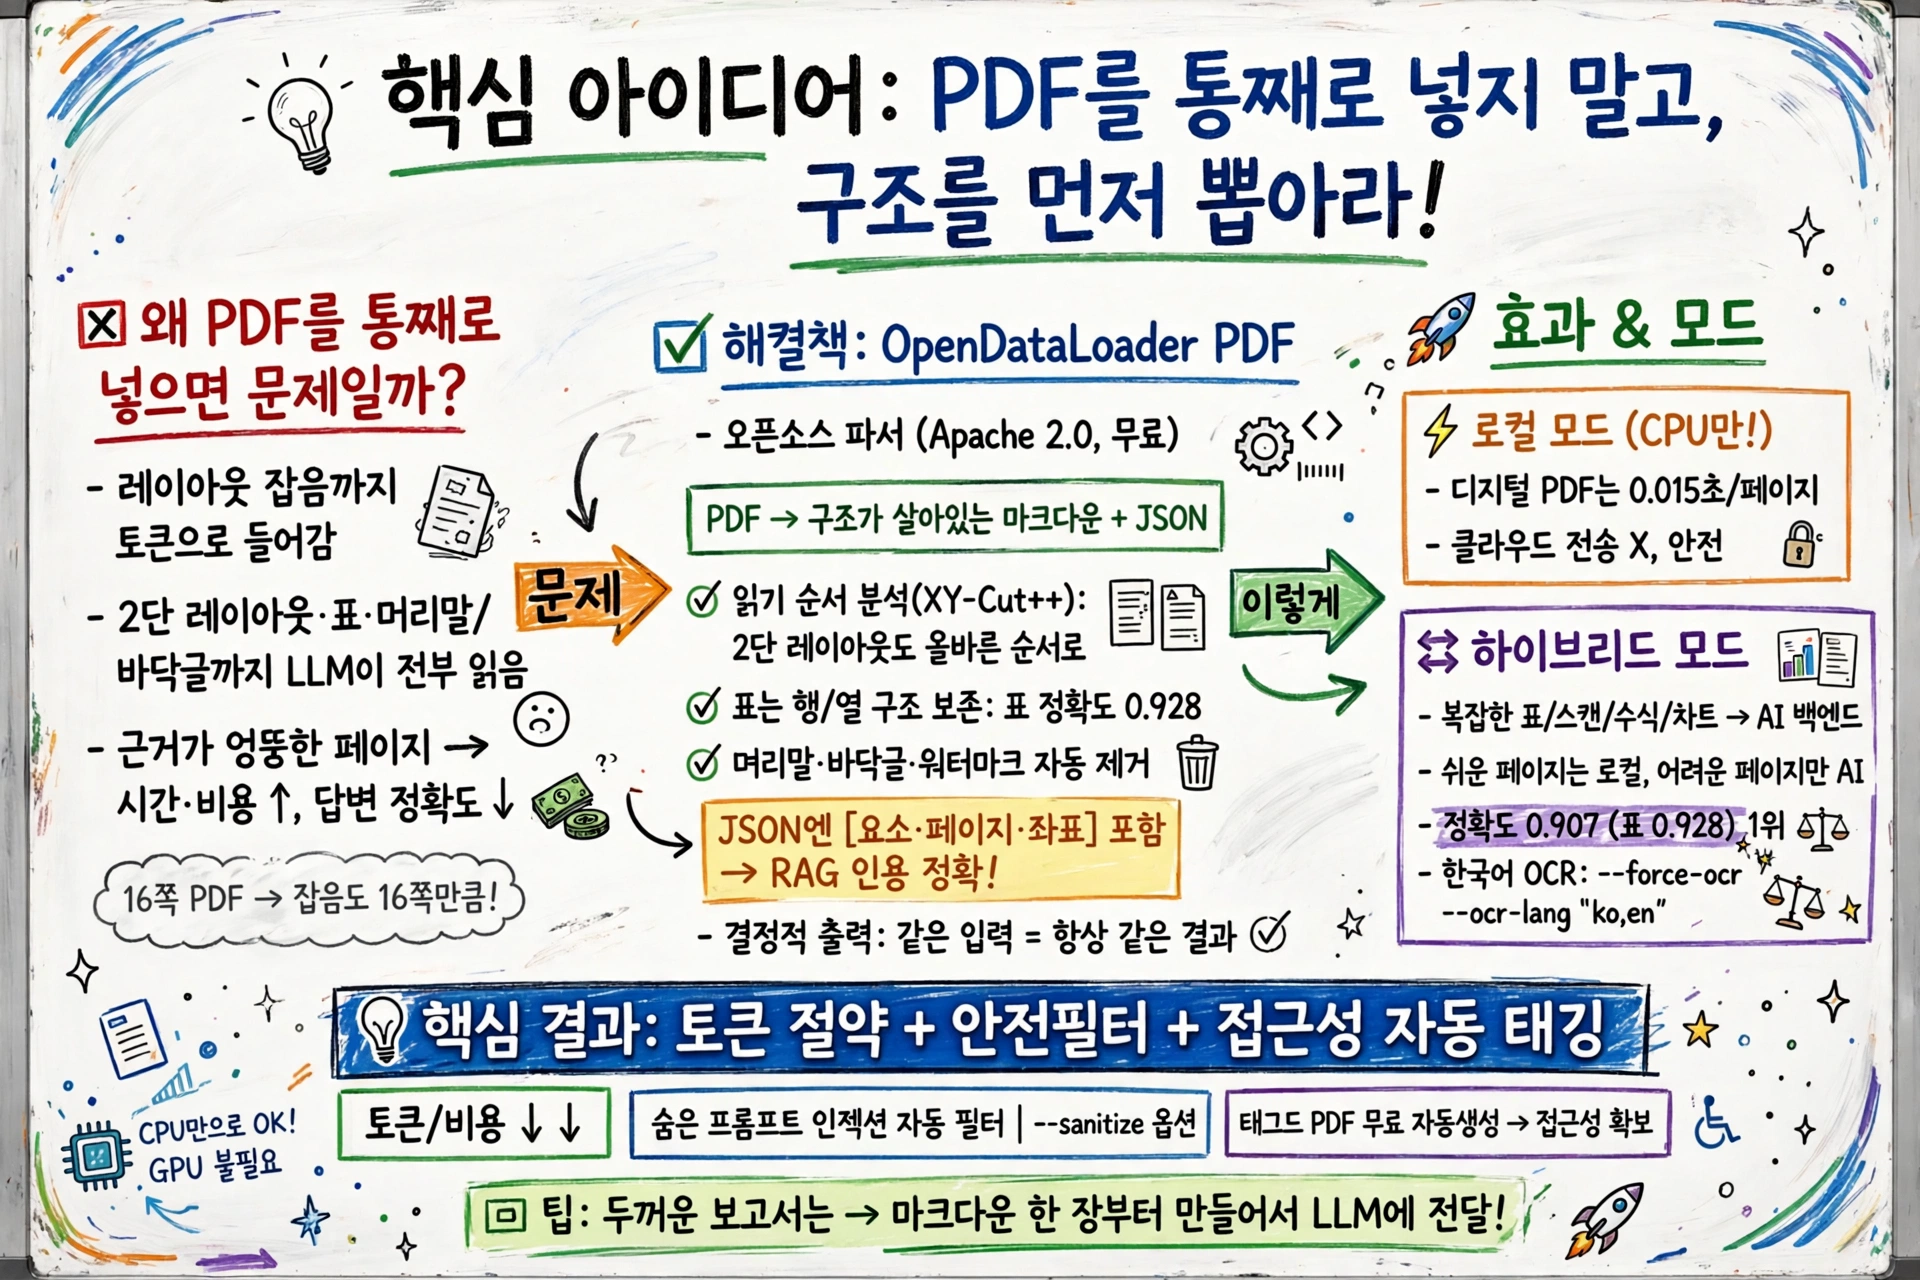 핵심 아이디어: PDF를 통째로 넣지 말고,
구조를 먼저 뽑아라!
왜 PDF를 통째로
넣으면 문제일까?
- 레이아웃 잡음까지
토큰으로 들어감
- 2단 레이아웃·표·머리말/
바닥글까지 LLM이 전부 읽음
- 근거가 엉뚱한 페이지 →
시간·비용 ↑, 답변 정확도 ↓
16쪽 PDF → 잡음도 16쪽만큼!
문제
해결책: OpenDataLoader PDF
- 오픈소스 파서 (Apache 2.0, 무료)
PDF → 구조가 살아있는 마크다운 + JSON
읽기 순서 분석(XY-Cut++):
2단 레이아웃도 올바른 순서로
표는 행/열 구조 보존: 표 정확도 0.928
며리말·바닥글·워터마크 자동 제거
JSON엔 [요소·페이지·좌표] 포함
→ RAG 인용 정확!
- 결정적 출력: 같은 입력 = 항상 같은 결과
이렇게
효과 & 모드
로컬 모드 (CPU만!)
- 디지털 PDF는 0.015초/페이지
- 클라우드 전송 X, 안전
하이브리드 모드
- 복잡한 표/스캔/수식/차트 → AI 백엔드
- 쉬운 페이지는 로컬, 어려운 페이지만 AI
- 정확도 0.907 (표 0.928) 1위
- 한국어 OCR: --force-ocr
--ocr-lang "ko,en"
핵심 결과: 토큰 절약 + 안전필터 + 접근성 자동 태깅
토큰/비용 ↓ ↓
숨은 프롬프트 인젝션 자동 필터 | --sanitize 옵션
태그드 PDF 무료 자동생성 → 접근성 확보
CPU만으로 OK!
GPU 불필요
팁: 두꺼운 보고서는 → 마크다운 한 장부터 만들어서 LLM에 전달!